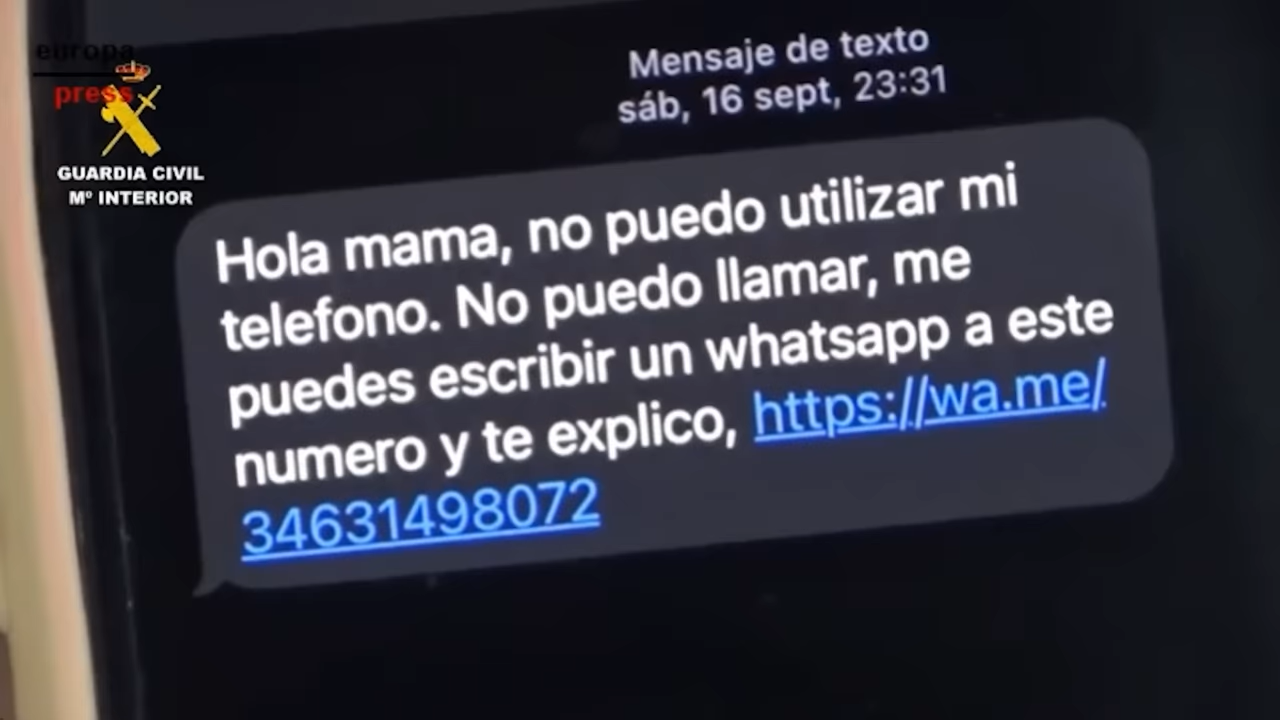 europa
press
GUARDIA CIVIL
Mº INTERIOR
Mensaje de texto
sáb, 16 sept, 23:31
Hola mama, no puedo utilizar mi
telefono. No puedo llamar, me
puedes escribir un whatsapp a este
numero y te explico, https://wa.me/
34631498072